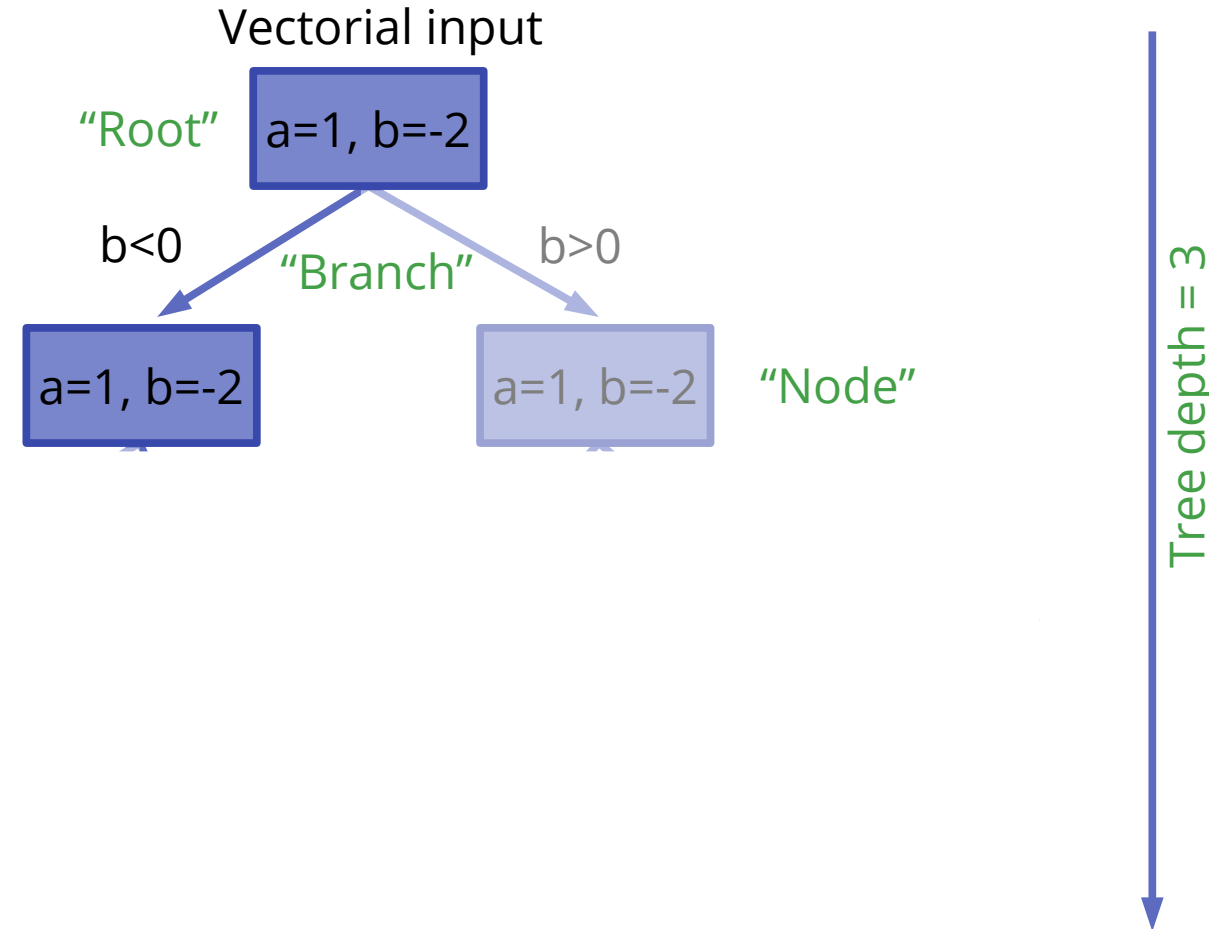 Vectorial input
“Root”
a=1, b=-2
b<0
“Branch”
b>0
a=1, b=-2
a=1, b=-2
“Node”
Tree depth = 3